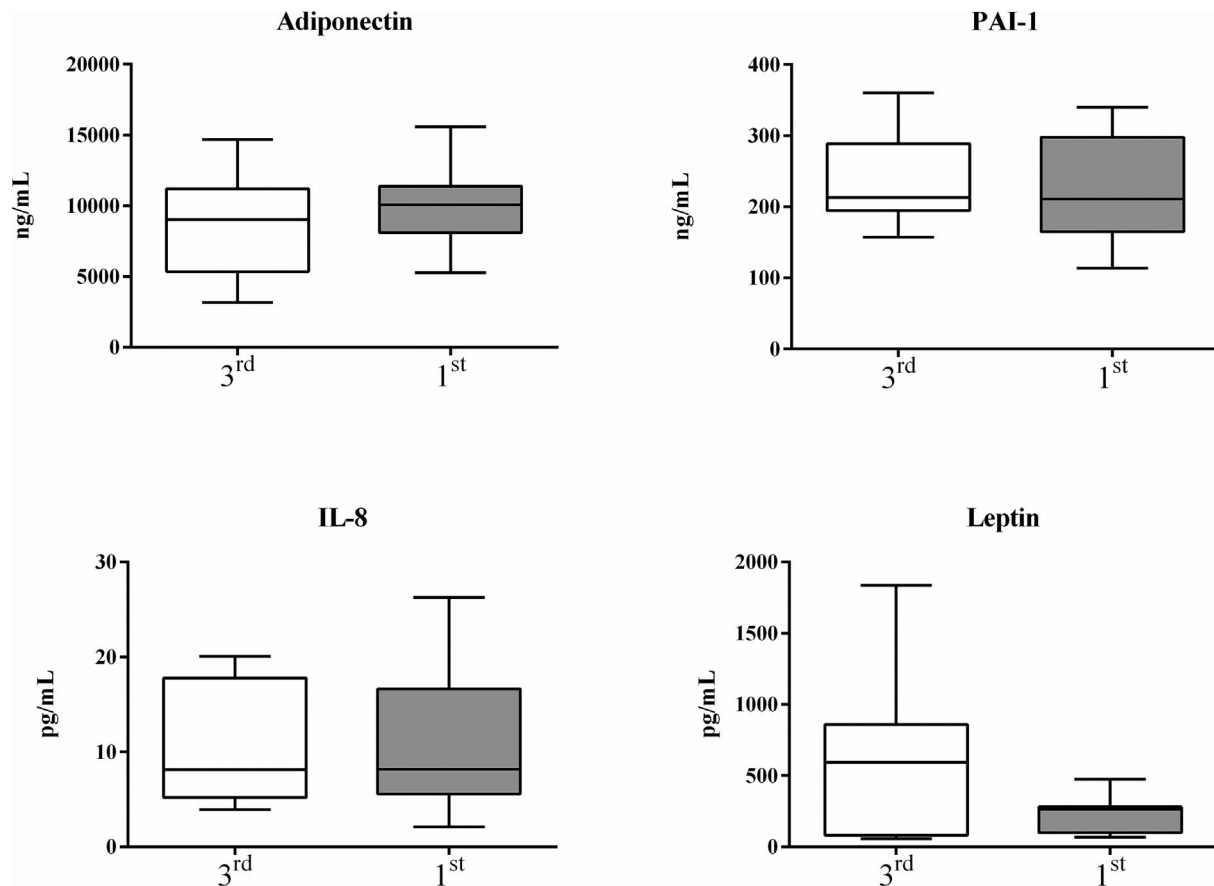 Adiponectin
20000
15000
10000
5000
0
ng/mL
3rd
1st
PAI-1
400
300
200
100
0
ng/mL
3rd
1st
IL-8
30
20
10
0
pg/mL
3rd
1st
Leptin
2000
1500
1000
500
0
pg/mL
3rd
1st